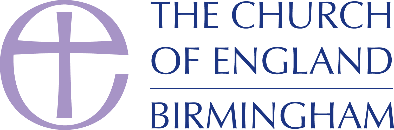 THE CHURCH
OF ENGLAND
BIRMINGHAM